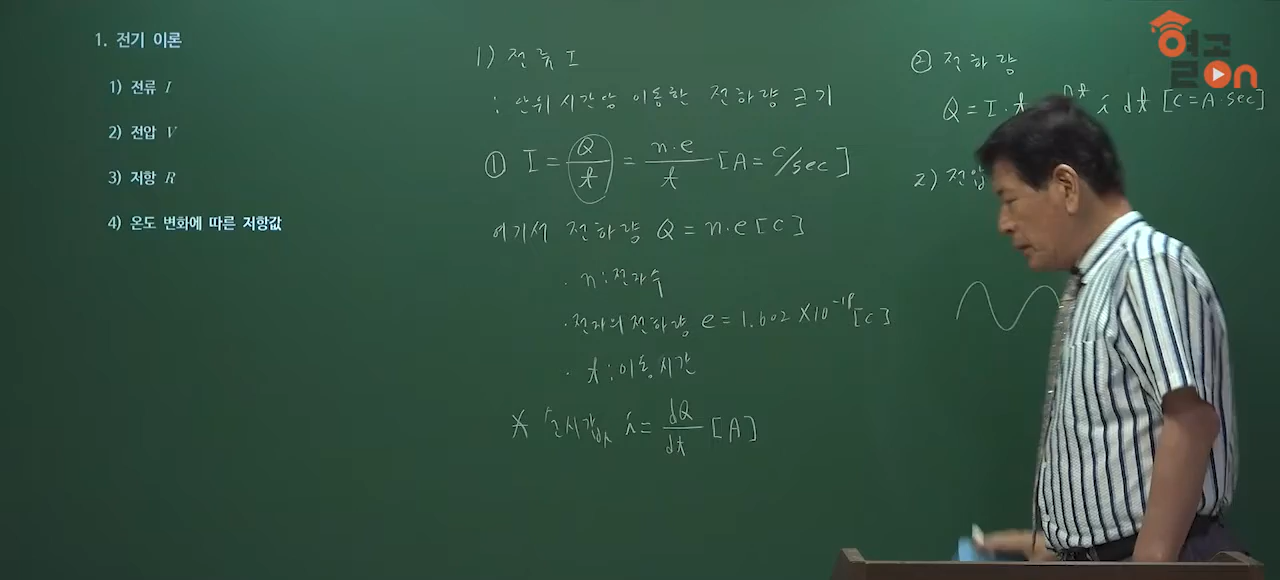 1. 전기 이론
1) 전류 I
2) 전압 V
3) 저항 R
4) 온도 변화에 따른 저항값
1) 전류 I
: 단위시간당 이동한 전하량 크기
① I = Q/t = n·e/t [A = C/sec]
여기서 전하량 Q = n·e [C]
· n : 전자수
· 전자의 전하량 e = 1.602 × 10⁻¹⁹ [C]
· t : 이동시간
* 순시값 i = dQ/dt [A]
② 전하량
Q = I · t i dt [C = A·sec]
2) 전압
열공on